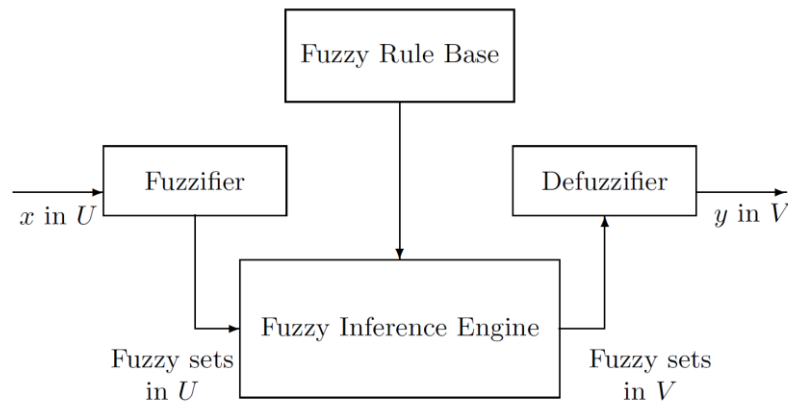 Fuzzy Rule Base
Fuzzifier
Defuzzifier
x in U
y in V
Fuzzy Inference Engine
Fuzzy sets
in U
Fuzzy sets
in V